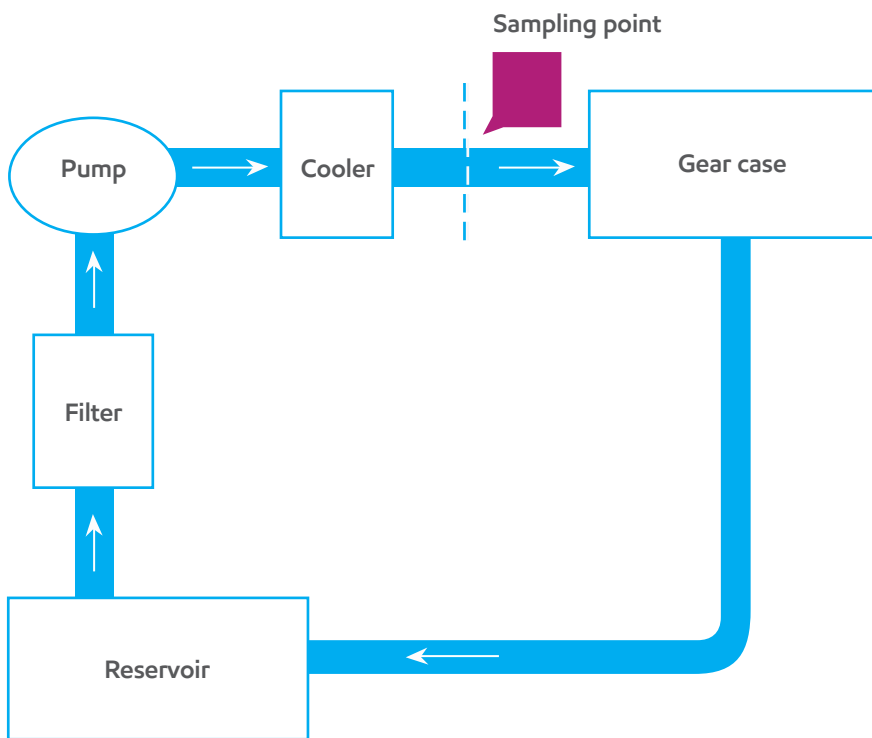 Sampling point
Pump
Cooler
Gear case
Filter
Reservoir